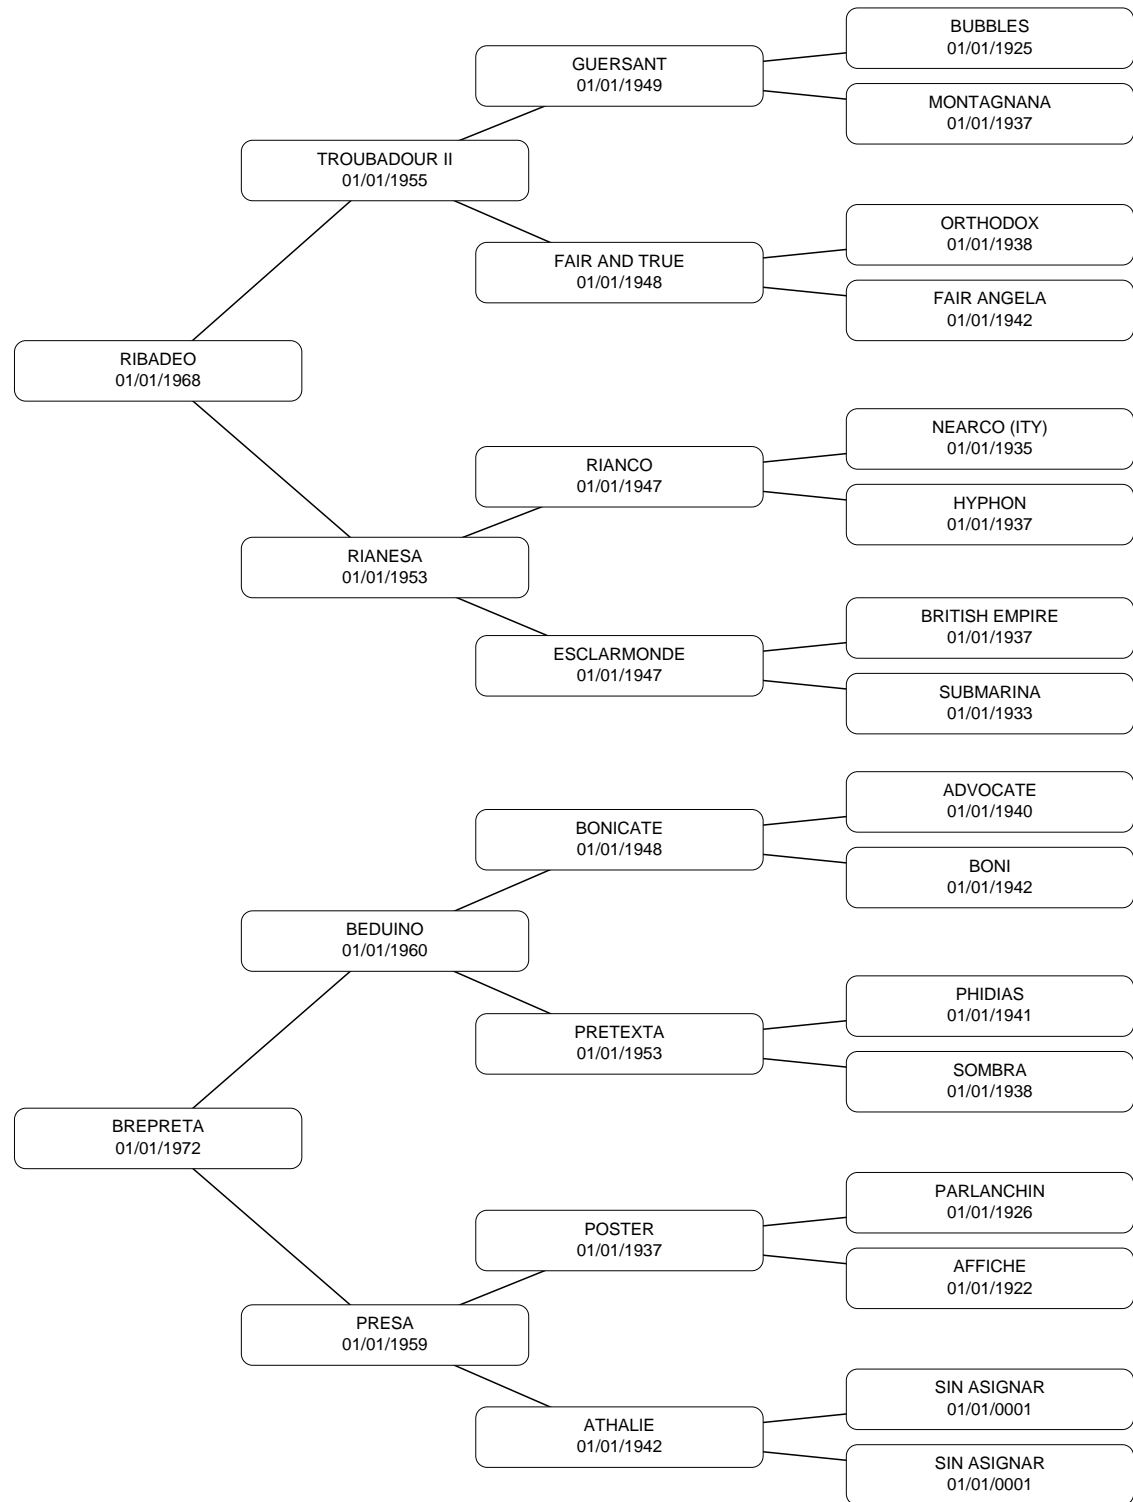 BUBBLES
01/01/1925
GUERSANT
01/01/1949
MONTAGNANA
01/01/1937
TROUBADOUR II
01/01/1955
ORTHODOX
01/01/1938
FAIR AND TRUE
01/01/1948
FAIR ANGELA
01/01/1942
RIBADEO
01/01/1968
NEARCO (ITY)
01/01/1935
RIANCO
01/01/1947
HYPHON
01/01/1937
RIANESA
01/01/1953
BRITISH EMPIRE
01/01/1937
ESCLARMONDE
01/01/1947
SUBMARINA
01/01/1933
ADVOCATE
01/01/1940
BONICATE
01/01/1948
BONI
01/01/1942
BEDUINO
01/01/1960
PHIDIAS
01/01/1941
PRETEXTA
01/01/1953
SOMBRA
01/01/1938
BREPRETA
01/01/1972
PARLANCHIN
01/01/1926
POSTER
01/01/1937
AFFICHE
01/01/1922
PRESA
01/01/1959
SIN ASIGNAR
01/01/0001
ATHALIE
01/01/1942
SIN ASIGNAR
01/01/0001